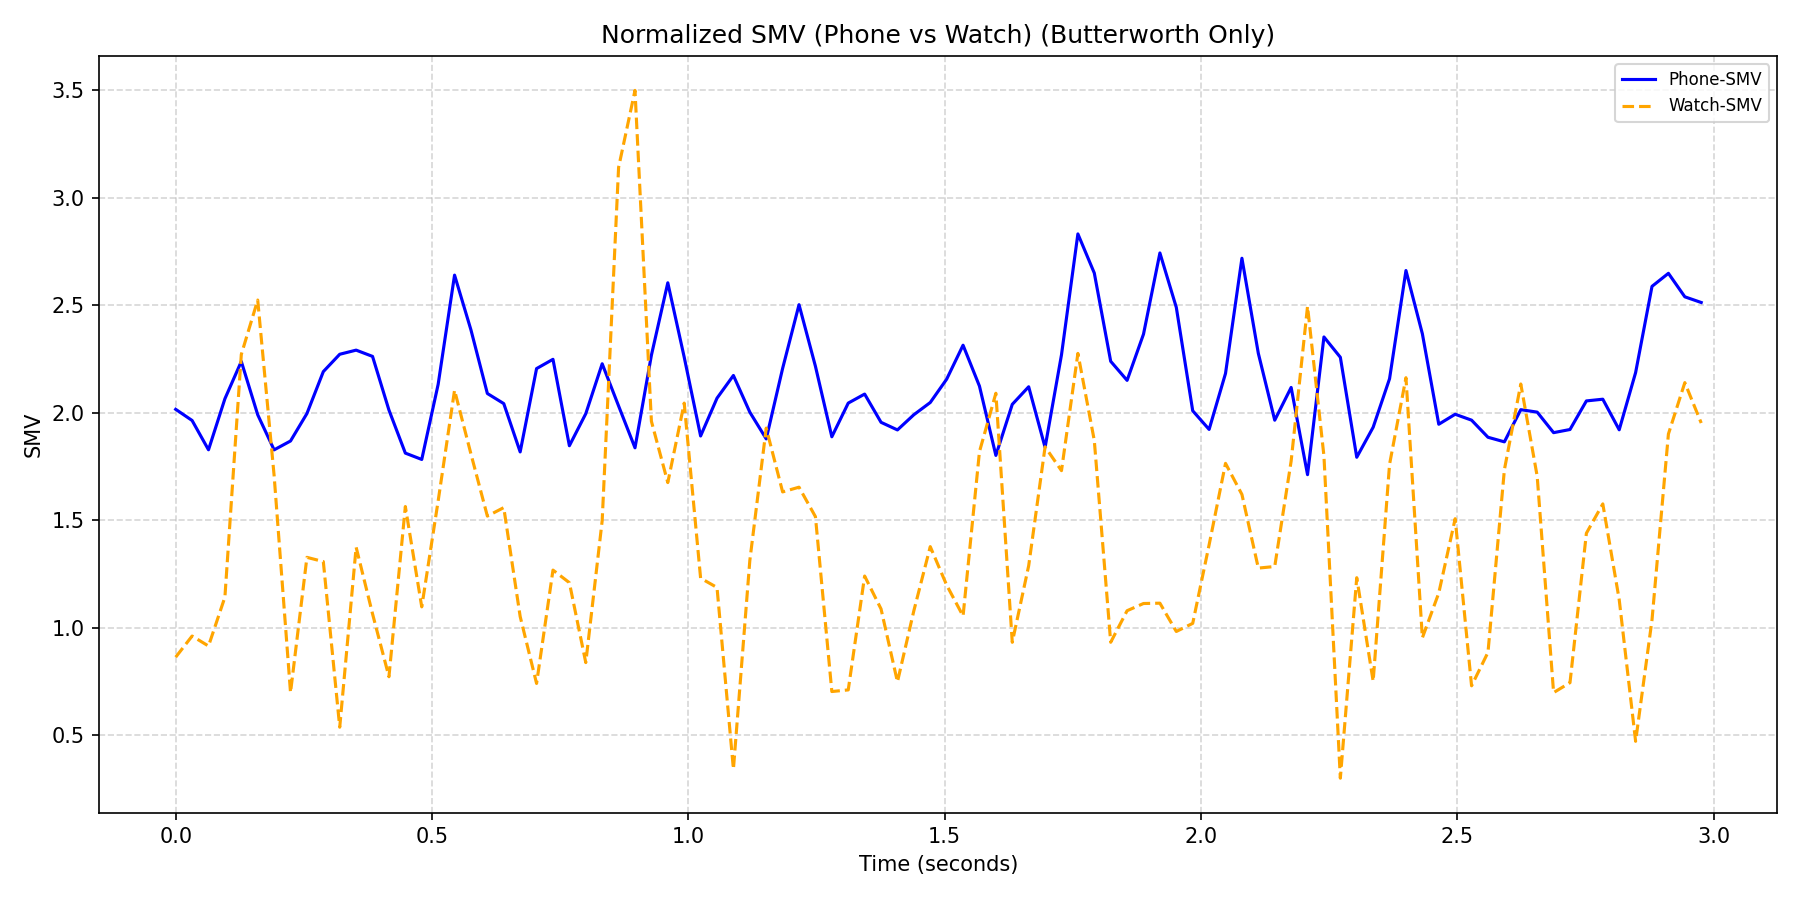 Normalized SMV (Phone vs Watch) (Butterworth Only)
Phone-SMV
Watch-SMV
SMV
3.5
3.0
2.5
2.0
1.5
1.0
0.5
0.0 0.5 1.0 1.5 2.0 2.5 3.0
Time (seconds)